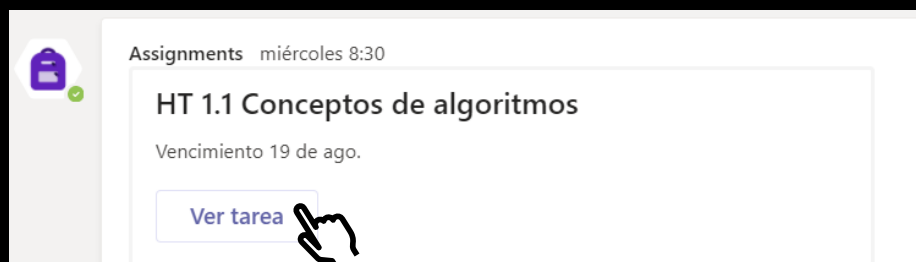 Assignments miércoles 8:30
HT 1.1 Conceptos de algoritmos
Vencimiento 19 de ago.
Ver tarea